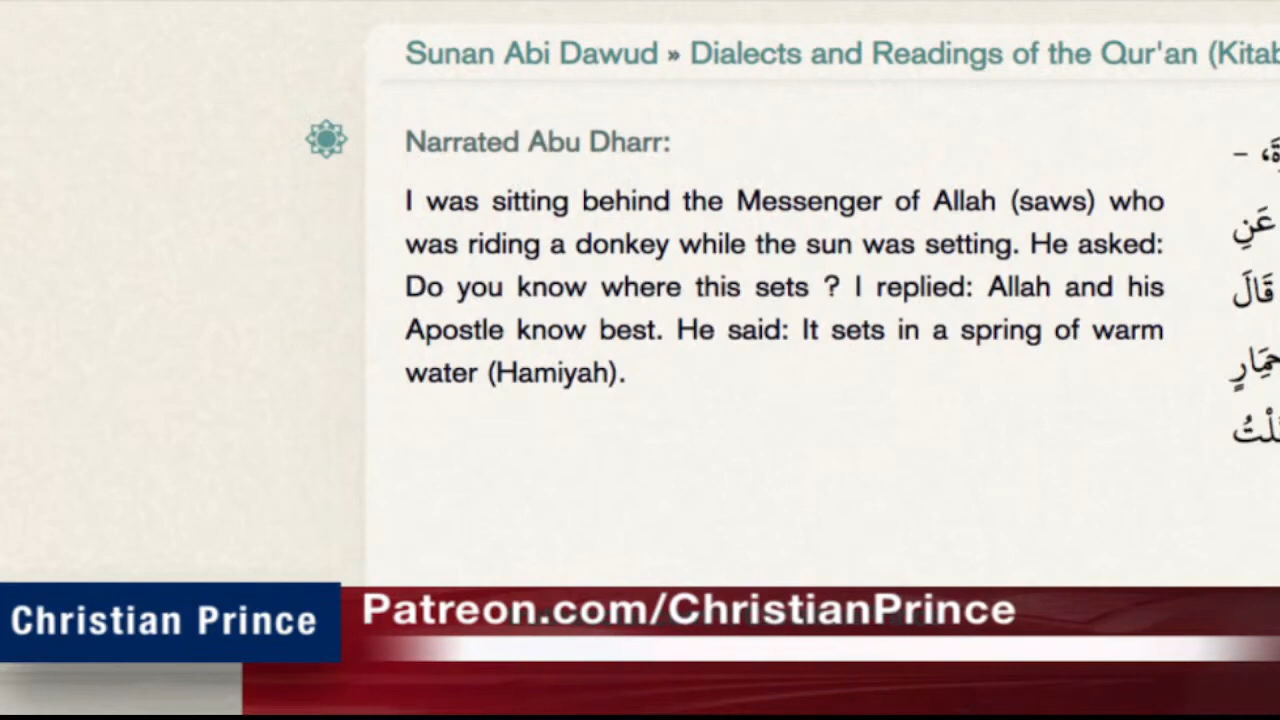 Sunan Abi Dawud » Dialects and Readings of the Qur'an (Kitab
Narrated Abu Dharr:
I was sitting behind the Messenger of Allah (saws) who
was riding a donkey while the sun was setting. He asked:
Do you know where this sets ? I replied: Allah and his
Apostle know best. He said: It sets in a spring of warm
water (Hamiyah).
عَنِ
قَالَ
حِمَارٍ
Christian Prince
Patreon.com/ChristianPrince